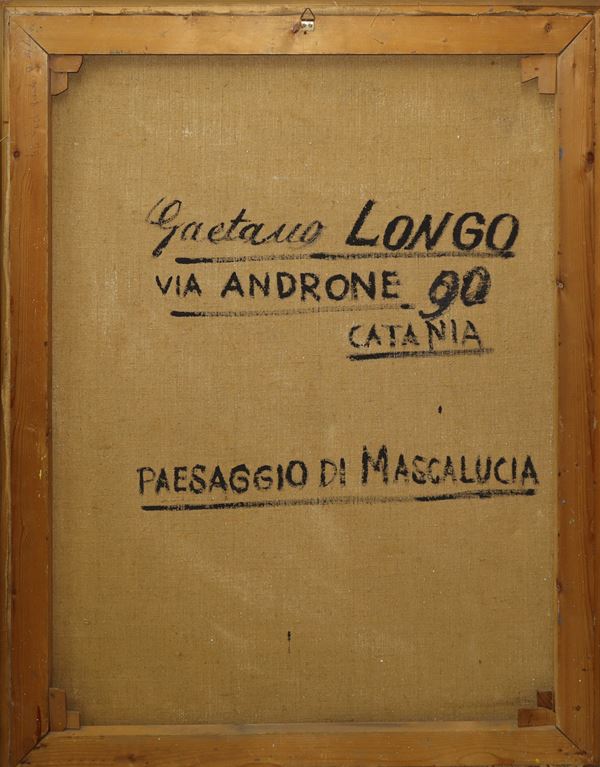 Gaetano LONGO
VIA ANDRONE 90
CATANIA
PAESAGGIO DI MASCALUCIA